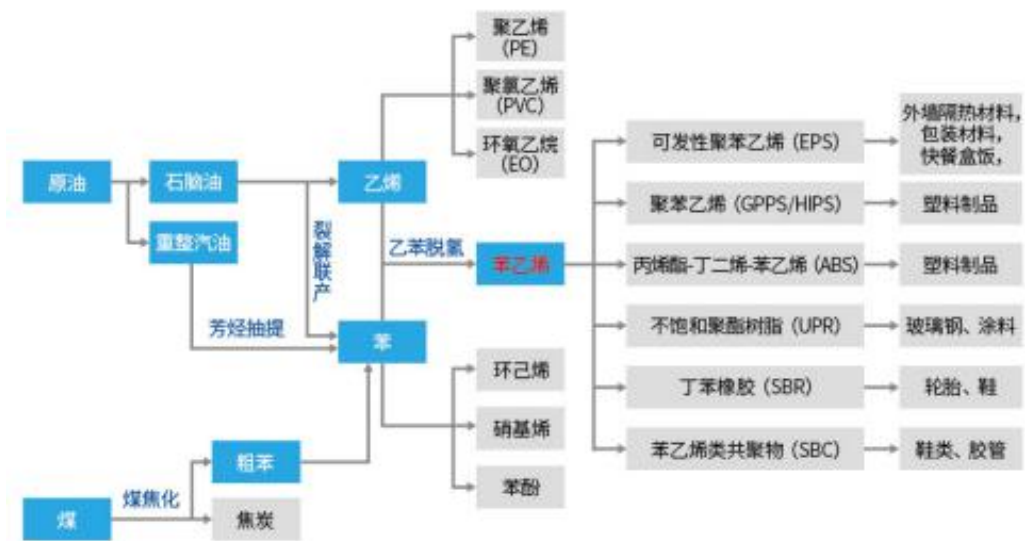 聚乙烯
(PE)
聚氯乙烯
(PVC)
环氧乙烷
(EO)
原油
石脑油
乙烯
重整汽油
裂解联产
乙苯脱氢
苯乙烯
芳烃抽提
苯
环己烯
硝基烯
苯酚
粗苯
煤焦化
煤
焦炭
可发性聚苯乙烯 (EPS)
外墙隔热材料,
包装材料,
快餐盒饭,
聚苯乙烯 (GPPS/HIPS)
塑料制品
丙烯酯-丁二烯-苯乙烯 (ABS)
塑料制品
不饱和聚酯树脂 (UPR)
玻璃钢、涂料
丁苯橡胶 (SBR)
轮胎、鞋
苯乙烯类共聚物 (SBC)
鞋类、胶管